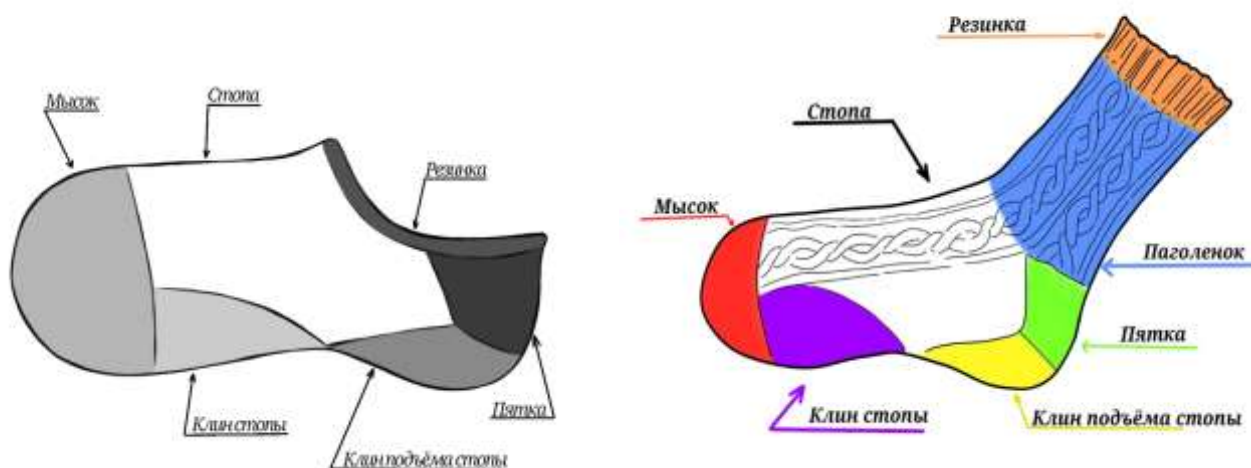 Мысок
Стопа
Резинка
Клин стопы
Клин подъёма стопы
Пятка
Резинка
Стопа
Мысок
Паголенок
Пятка
Клин стопы
Клин подъёма стопы